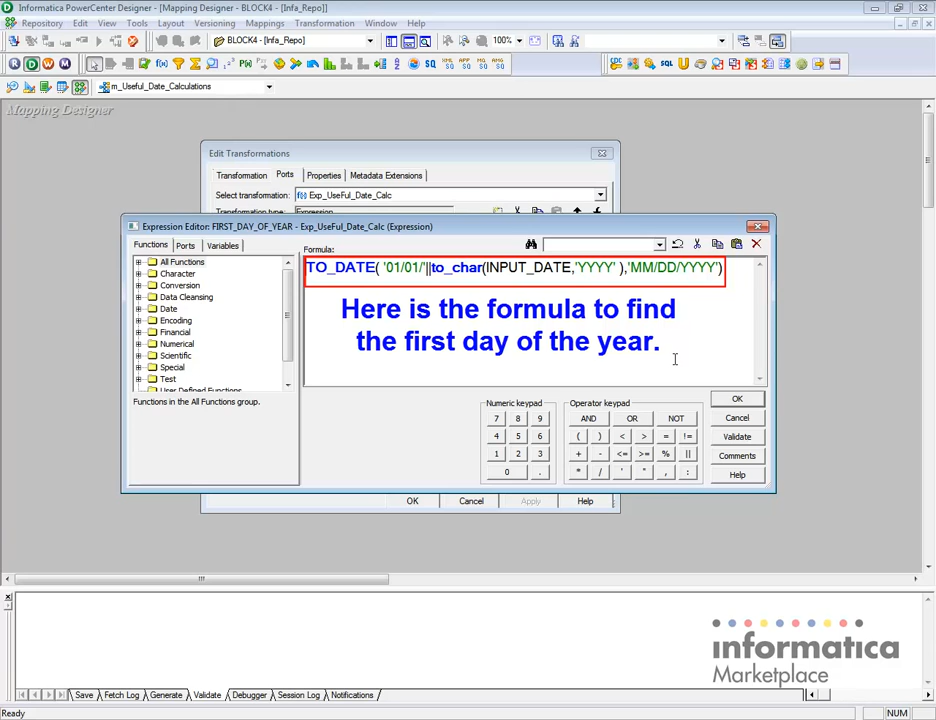 Informatica PowerCenter Designer - [Mapping Designer - BLOCK4 - [Infa_Repo]
Repository Edit View Tools Layout Versioning Mappings Transformation Window Help
BLOCK4 - [Infa_Repo]
100%
m_Useful_Date_Calculations
Mapping Designer
Edit Transformations
Transformation Ports Properties Metadata Extensions
Select transformation: Exp_UseFul_Date_Calc
Transformation type: Expression
Expression Editor: FIRST_DAY_OF_YEAR - Exp_UseFul_Date_Calc (Expression)
Functions Ports Variables
Formula:
TO_DATE( '01/01/'||to_char(INPUT_DATE,'YYYY' ),'MM/DD/YYYY')
Here is the formula to find
the first day of the year.
All Functions
Character
Conversion
Data Cleansing
Date
Encoding
Financial
Numerical
Scientific
Special
Test
User Defined Functions
Functions in the All Functions group.
Numeric keypad
7 8 9
4 5 6
1 2 3
0 .
Operator keypad
AND OR NOT
( ) < > = !=
+ - <= >= % ||
* / ' " , :
OK
Cancel
Validate
Comments
Help
OK Cancel Apply Help
informatica
Marketplace
Save Fetch Log Generate Validate Debugger Session Log Notifications
Ready
NUM